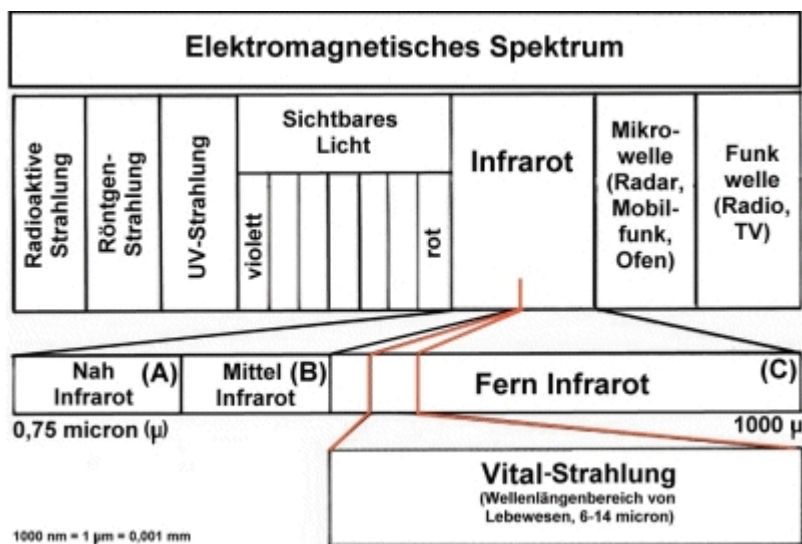 Elektromagnetisches Spektrum
Radioaktive
Strahlung
Röntgen-
Strahlung
UV-Strahlung
Sichtbares
Licht
violett
rot
Infrarot
Mikro-
welle
(Radar,
Mobil-
funk,
Ofen)
Funk
welle
(Radio,
TV)
Nah (A)
Infrarot
Mittel (B)
Infrarot
Fern Infrarot (C)
0,75 micron (µ)
1000 µ
Vital-Strahlung
(Wellenlängenbereich von
Lebewesen, 6-14 micron)
1000 nm = 1 µm = 0,001 mm